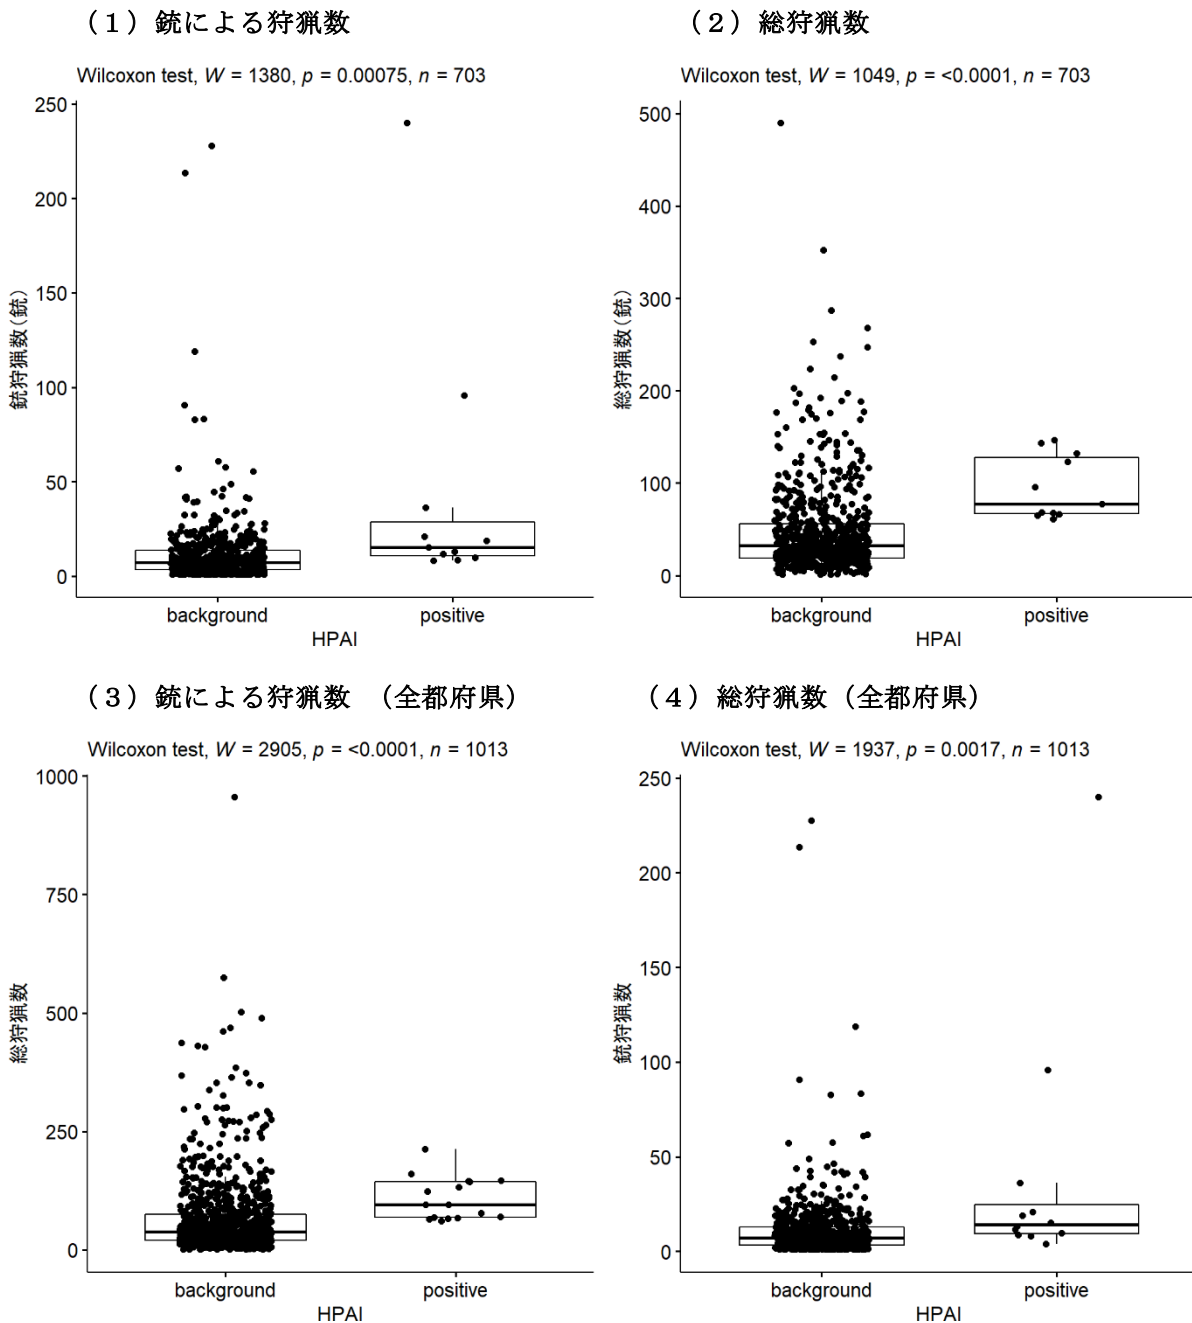 （１）銃による狩猟数
Wilcoxon test, W = 1380, p = 0.00075, n = 703
銃狩猟数（銃）
250
200
150
100
50
0
background
positive
HPAI
（２）総狩猟数
Wilcoxon test, W = 1049, p = <0.0001, n = 703
総狩猟数（銃）
500
400
300
200
100
0
background
positive
HPAI
（３）銃による狩猟数　（全都府県）
Wilcoxon test, W = 2905, p = <0.0001, n = 1013
総狩猟数
1000
750
500
250
0
background
positive
HPAI
（４）総狩猟数（全都府県）
Wilcoxon test, W = 1937, p = 0.0017, n = 1013
銃狩猟数
250
200
150
100
50
0
background
positive
HPAI